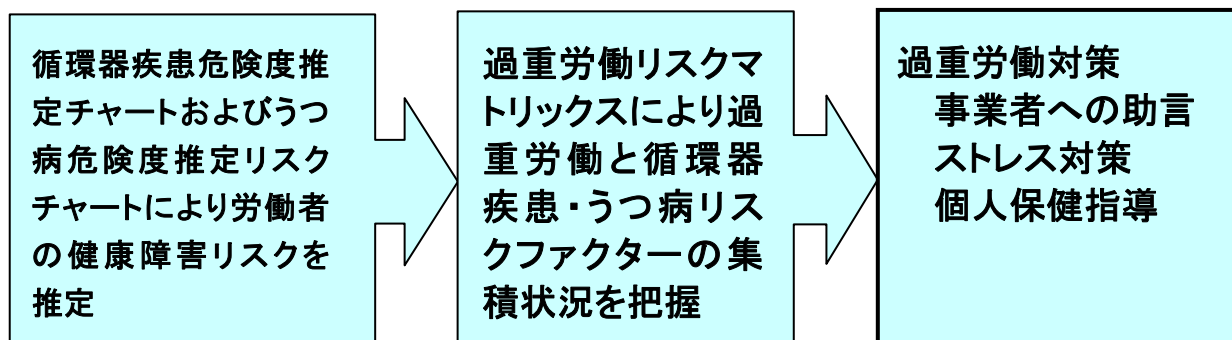 循環器疾患危険度推
定チャートおよびうつ
病危険度推定リスク
チャートにより労働者
の健康障害リスクを
推定
過重労働リスクマ
トリックスにより過
重労働と循環器
疾患・うつ病リス
クファクターの集
積状況を把握
過重労働対策
事業者への助言
ストレス対策
個人保健指導